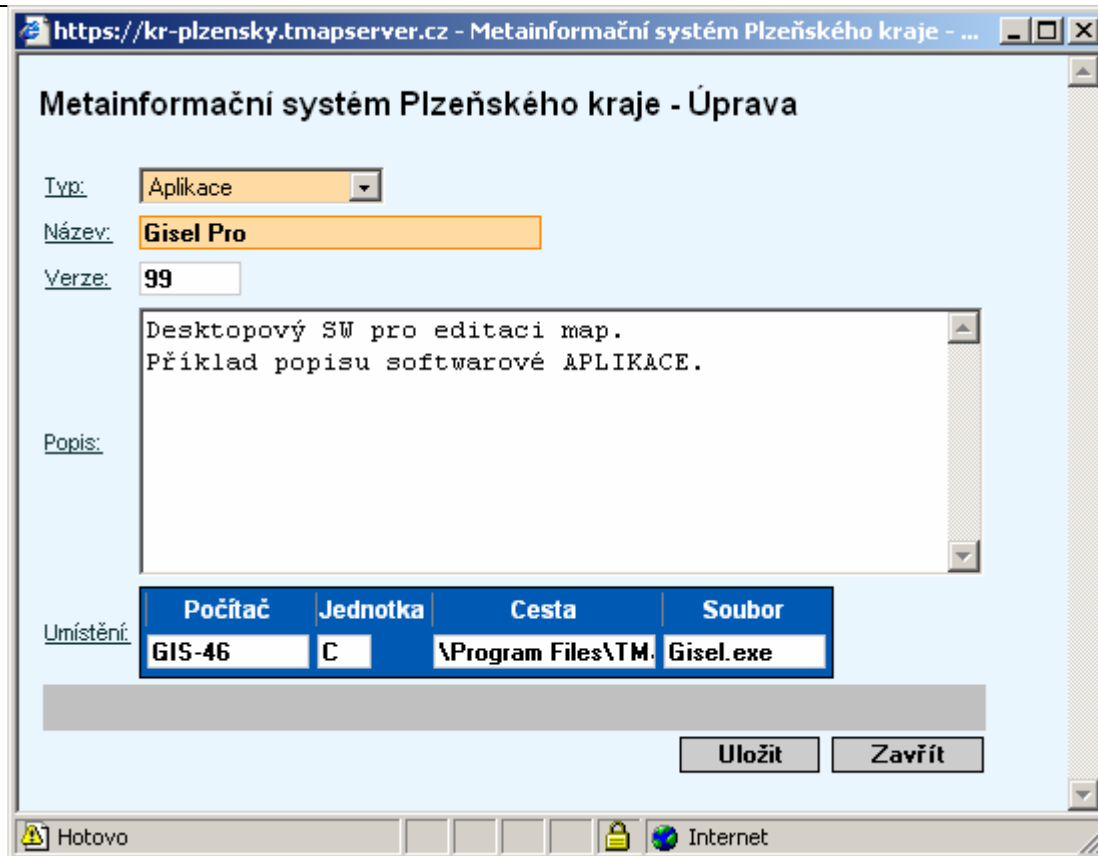 https://kr-plzensky.tmapserver.cz - Metainformační systém Plzeňského kraje - ...
Metainformační systém Plzeňského kraje - Úprava
Typ: Aplikace
Název: Gisel Pro
Verze: 99
Desktopový SW pro editaci map.
Příklad popisu softwarové APLIKACE.
Popis:
Počítač Jednotka Cesta Soubor
Umístění: GIS-46 C \Program Files\TM Gisel.exe
Uložit Zavřít
Hotovo Internet